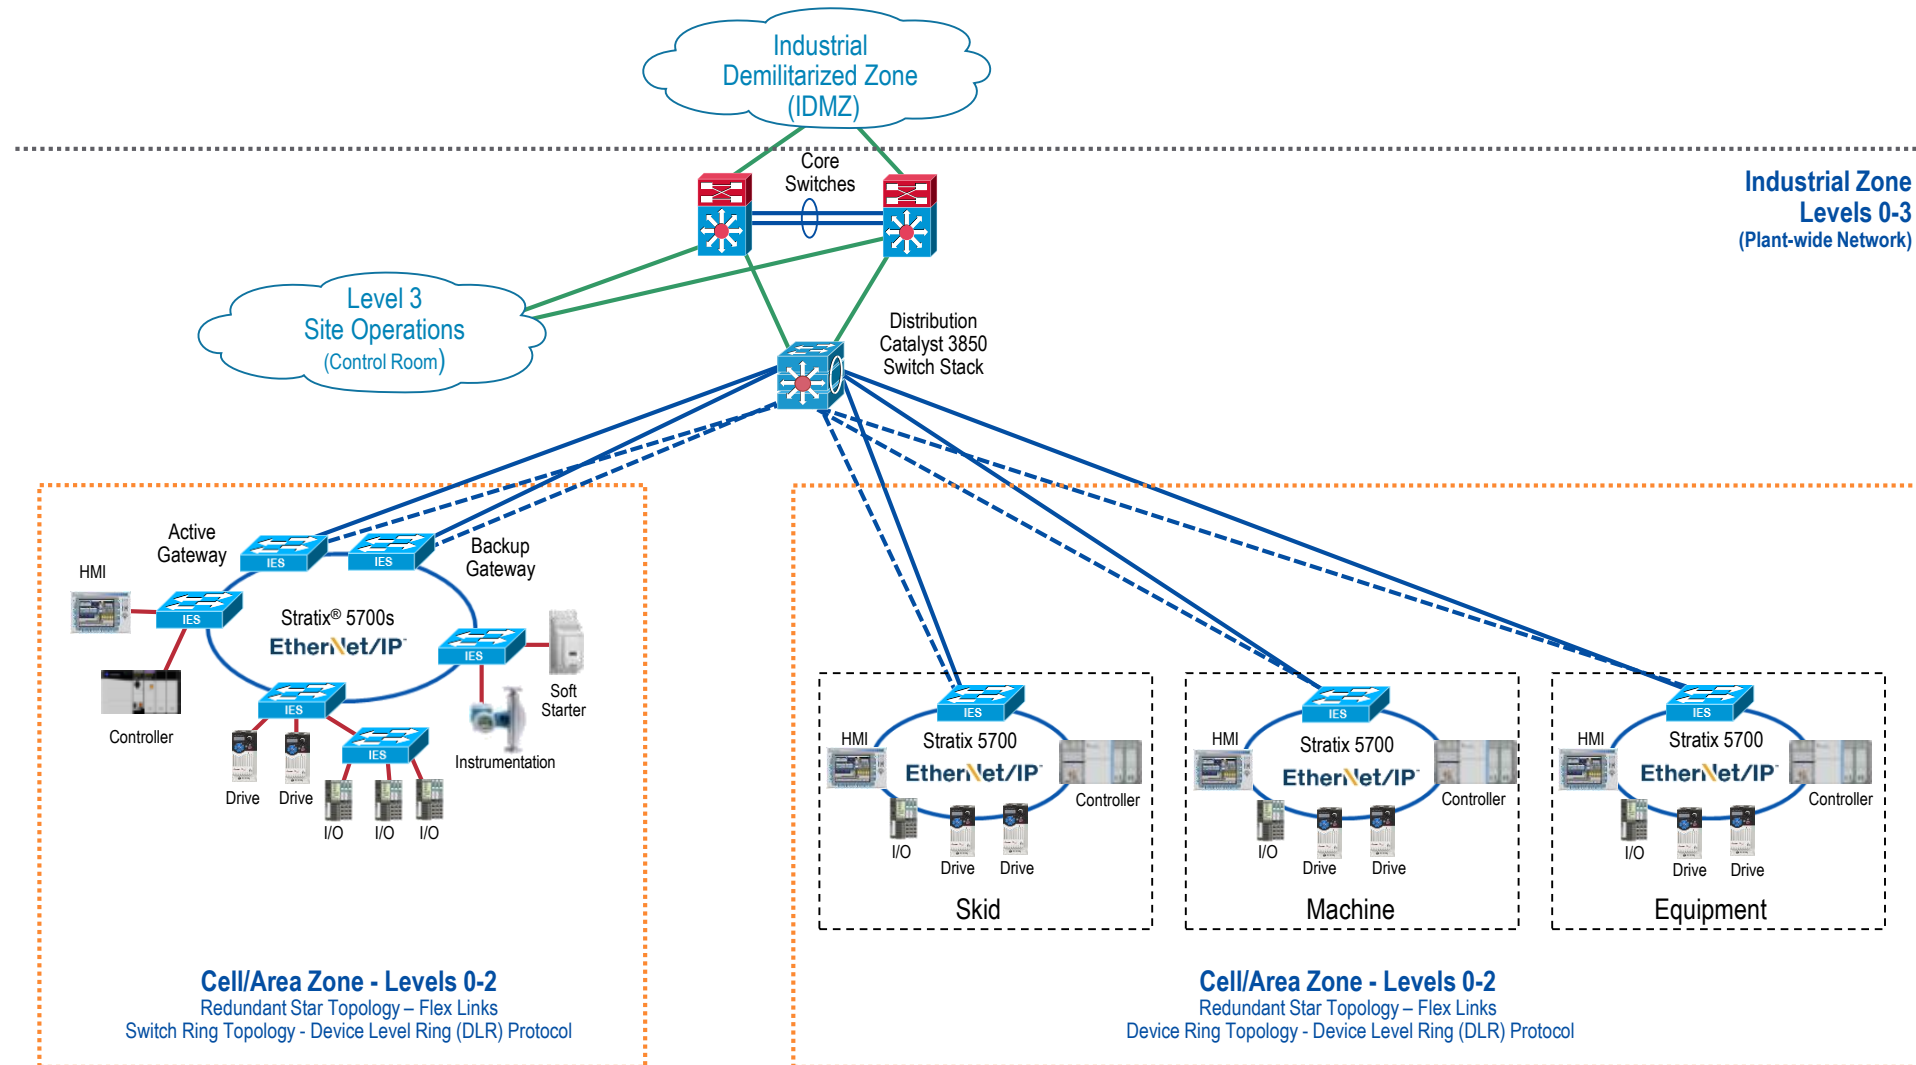 Industrial
Demilitarized Zone
(IDMZ)
Core
Switches
Industrial Zone
Levels 0-3
(Plant-wide Network)
Level 3
Site Operations
(Control Room)
Distribution
Catalyst 3850
Switch Stack
Active
Gateway
Backup
Gateway
IES
IES
HMI
IES
Stratix® 5700s
EtherNet/IP™
IES
Soft
Starter
Controller
IES
IES
Instrumentation
Drive
Drive
I/O
I/O
I/O
IES
HMI
Stratix 5700
EtherNet/IP™
Controller
I/O
Drive
Drive
Skid
IES
HMI
Stratix 5700
EtherNet/IP™
Controller
I/O
Drive
Drive
Machine
IES
HMI
Stratix 5700
EtherNet/IP™
Controller
I/O
Drive
Drive
Equipment
Cell/Area Zone - Levels 0-2
Redundant Star Topology – Flex Links
Switch Ring Topology - Device Level Ring (DLR) Protocol
Cell/Area Zone - Levels 0-2
Redundant Star Topology – Flex Links
Device Ring Topology - Device Level Ring (DLR) Protocol